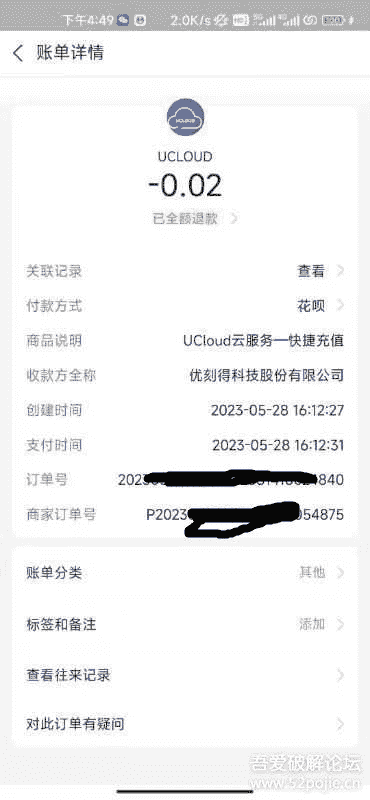 下午4:49
2.0K/s
5G
4G
账单详情
UCLOUD
UCLOUD
-0.02
已全额退款
关联记录 查看
付款方式 花呗
商品说明 UCloud云服务—快捷充值
收款方全称 优刻得科技股份有限公司
创建时间 2023-05-28 16:12:27
支付时间 2023-05-28 16:12:31
订单号
商家订单号
账单分类 其他
标签和备注 添加
查看往来记录
对此订单有疑问
吾爱破解论坛
www.52pojie.cn